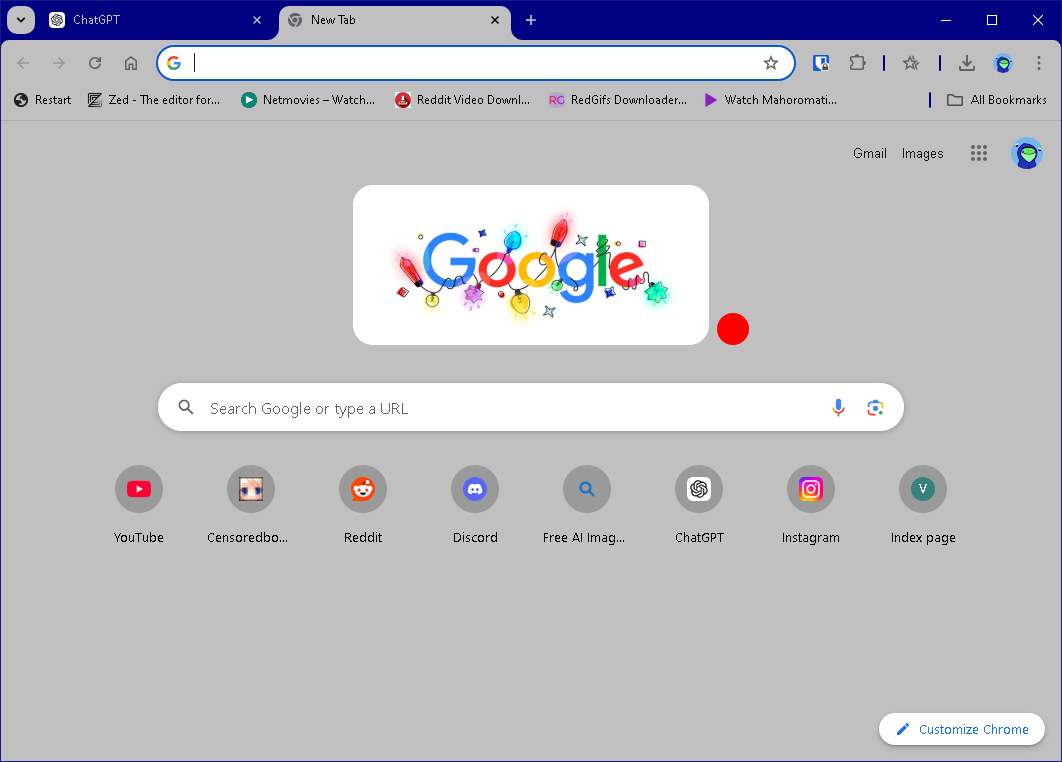 ChatGPT
New Tab
Restart
Zed - The editor for...
Netmovies – Watch...
Reddit Video Downl...
RG RedGifs Downloader...
Watch Mahoromati...
All Bookmarks
Gmail
Images
Google
Search Google or type a URL
YouTube
Censoredbo...
Reddit
Discord
Free AI Imag...
ChatGPT
Instagram
V
Index page
Customize Chrome